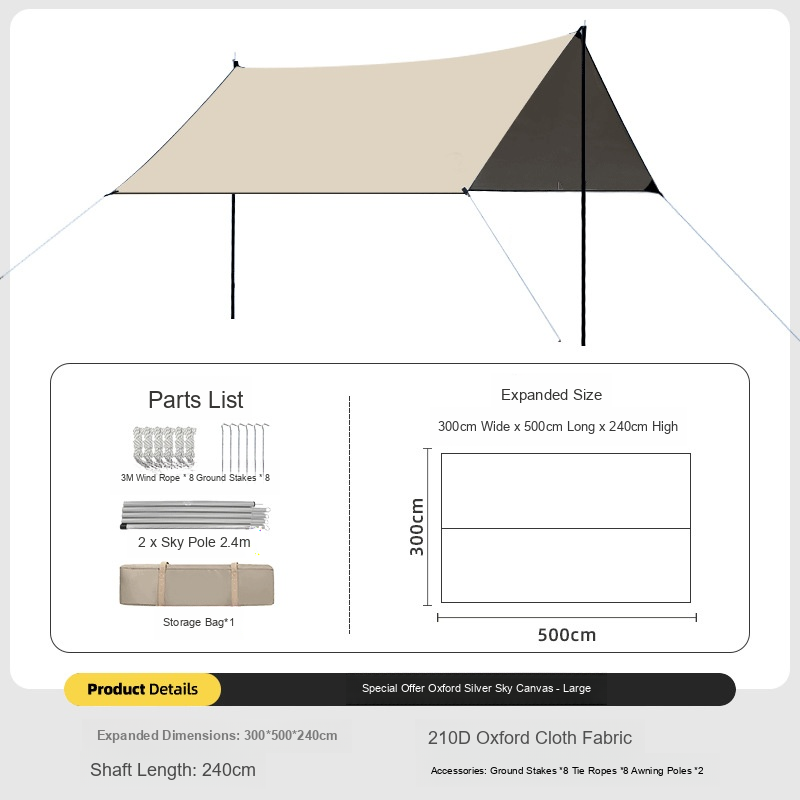 Parts List
3M Wind Rope * 8 Ground Stakes * 8
2 x Sky Pole 2.4m
Storage Bag*1
Expanded Size
300cm Wide x 500cm Long x 240cm High
300cm
500cm
Product Details
Special Offer Oxford Silver Sky Canvas - Large
Expanded Dimensions: 300*500*240cm
210D Oxford Cloth Fabric
Shaft Length: 240cm
Accessories: Ground Stakes *8 Tie Ropes *8 Awning Poles *2